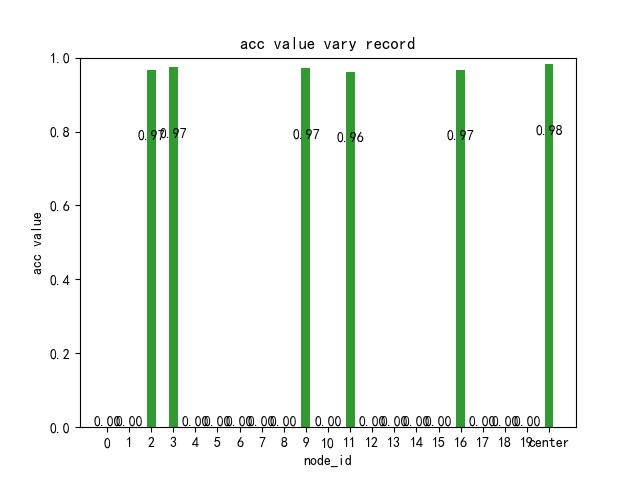 acc value vary record
1.0
0.8
0.6
0.4
0.2
0.0
acc value
0.00 0.00 0.97 0.97 0.00 0.00 0.00 0.00 0.00 0.97 0.00 0.96 0.00 0.00 0.00 0.00 0.97 0.00 0.00 0.00 0.98
0 1 2 3 4 5 6 7 8 9 10 11 12 13 14 15 16 17 18 19 center
node_id